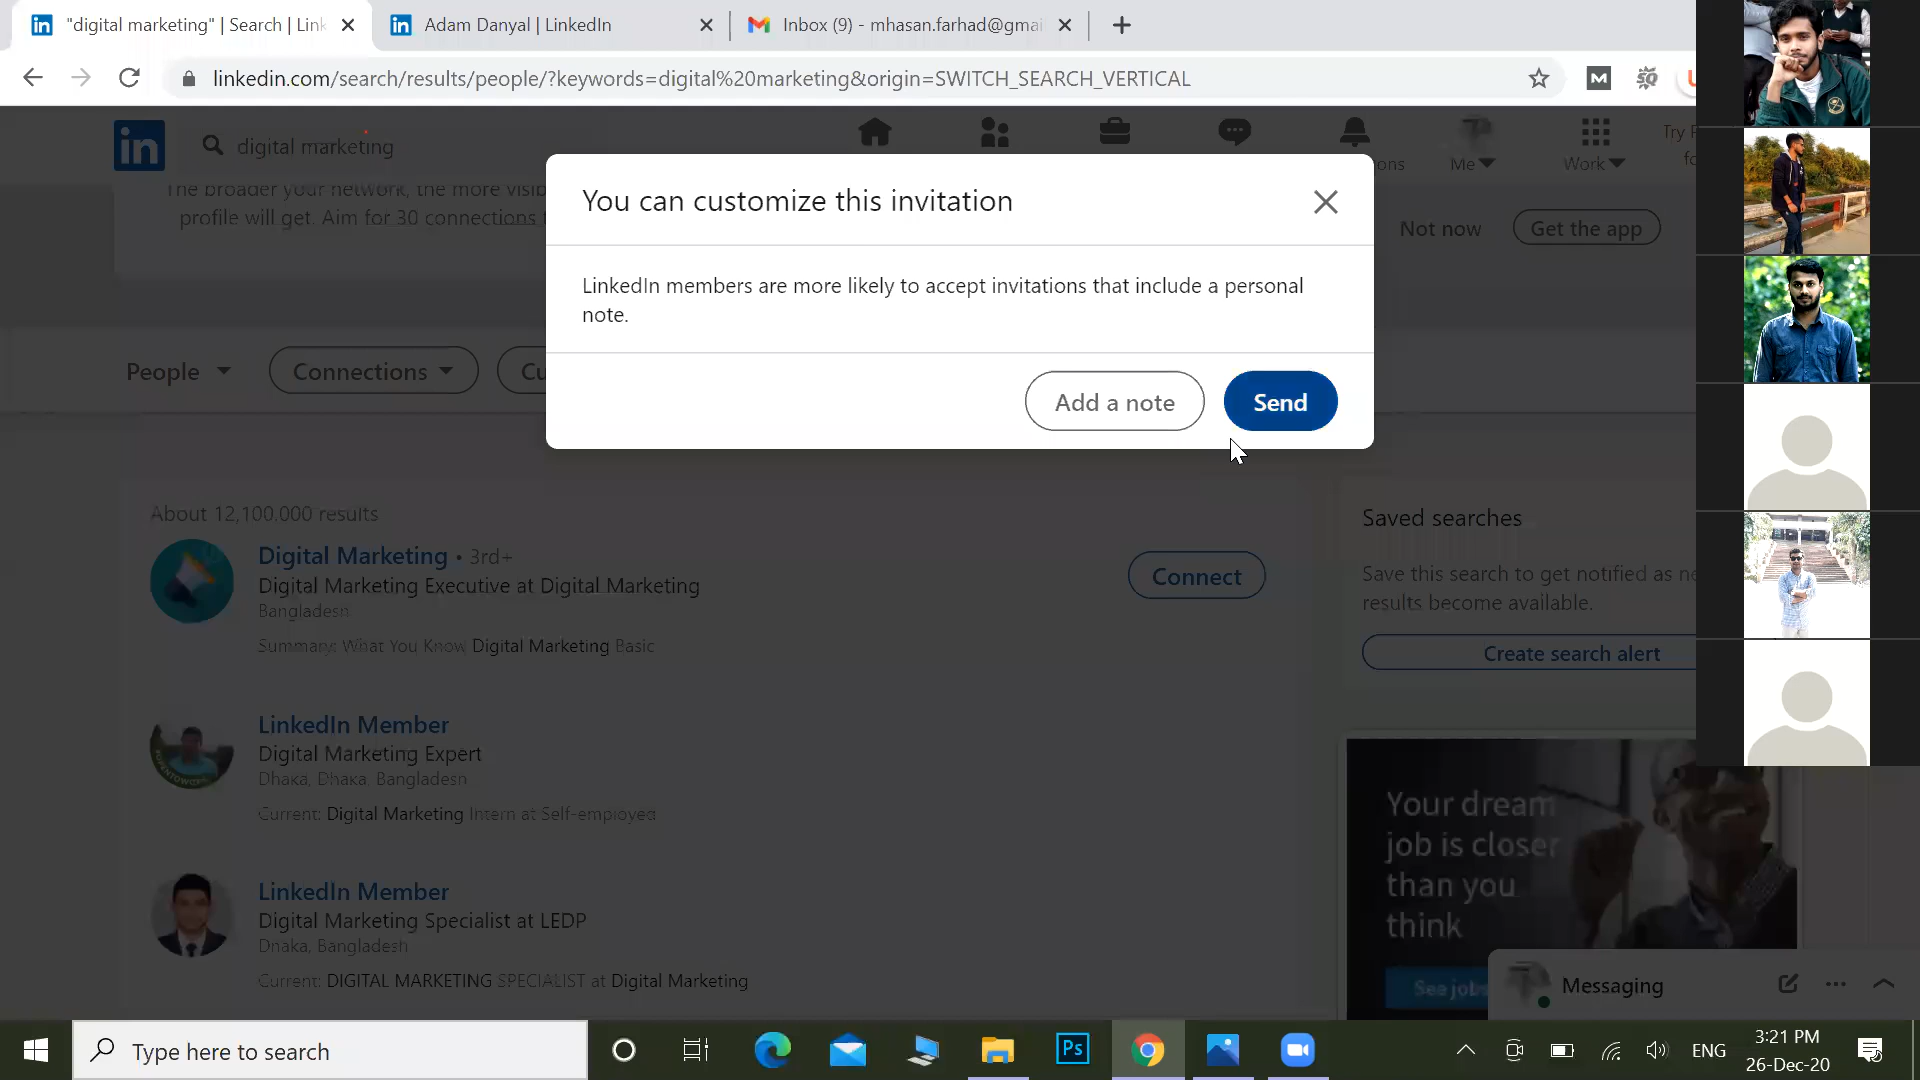 "digital marketing" | Search | Link
Adam Danyal | LinkedIn
Inbox (9) - mhasan.farhad@gmai
linkedin.com/search/results/people/?keywords=digital%20marketing&origin=SWITCH_SEARCH_VERTICAL
in
digital marketing
ons
Me
Work
Try
The broader your network, the more visib
profile will get. Aim for 30 connections
Not now
Get the app
You can customize this invitation
LinkedIn members are more likely to accept invitations that include a personal
note.
Add a note
Send
People
Connections
Cu
About 12,100,000 results
Digital Marketing • 3rd+
Digital Marketing Executive at Digital Marketing
Bangladesh
Summary: What You Know Digital Marketing Basic
Connect
LinkedIn Member
Digital Marketing Expert
Dhaka, Dhaka, Bangladesh
Current: Digital Marketing Intern at Self-employed
LinkedIn Member
Digital Marketing Specialist at LEDP
Dhaka, Bangladesh
Current: DIGITAL MARKETING SPECIALIST at Digital Marketing
Saved searches
Save this search to get notified as
results become available.
Create search alert
Your dream
job is closer
than you
think
See jobs
Messaging
Type here to search
Ps
ENG
3:21 PM
26-Dec-20